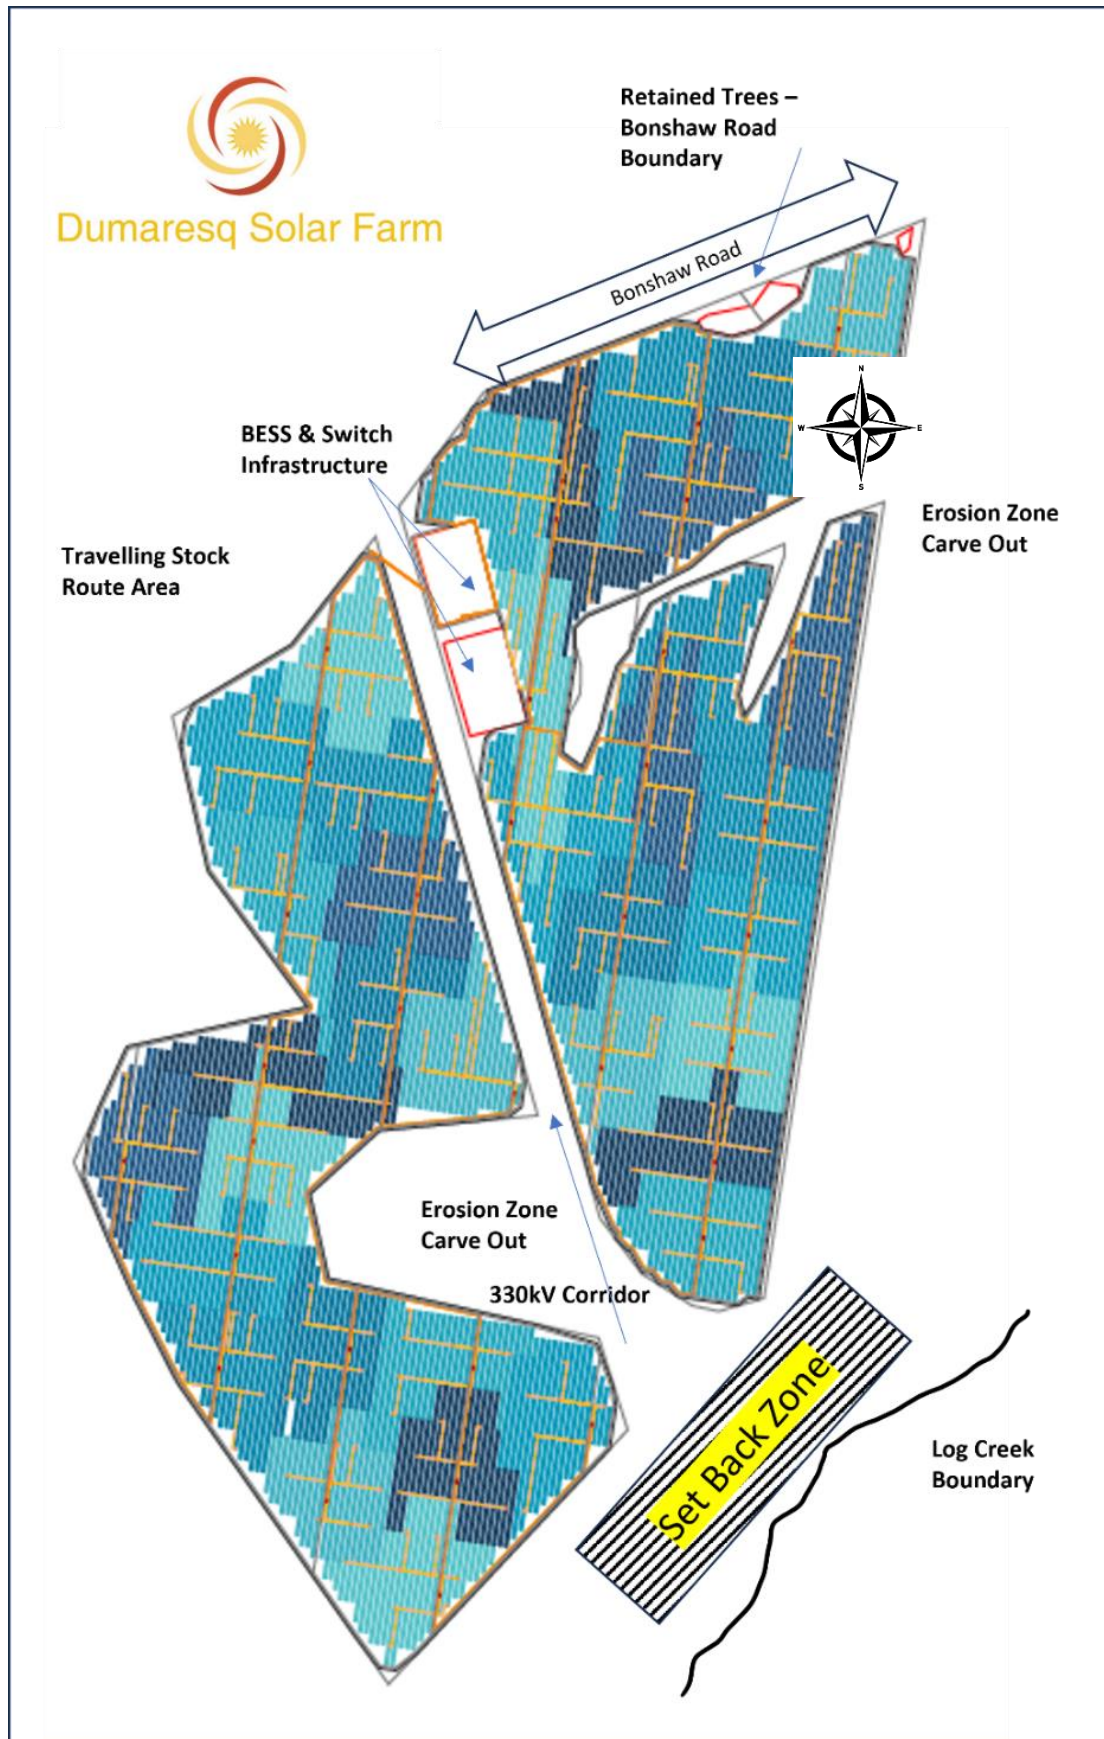 Retained Trees –
Bonshaw Road
Boundary
Dumaresq Solar Farm
Bonshaw Road
N
W
E
S
BESS & Switch
Infrastructure
Erosion Zone
Carve Out
Travelling Stock
Route Area
Erosion Zone
Carve Out
330kV Corridor
Set Back Zone
Log Creek
Boundary